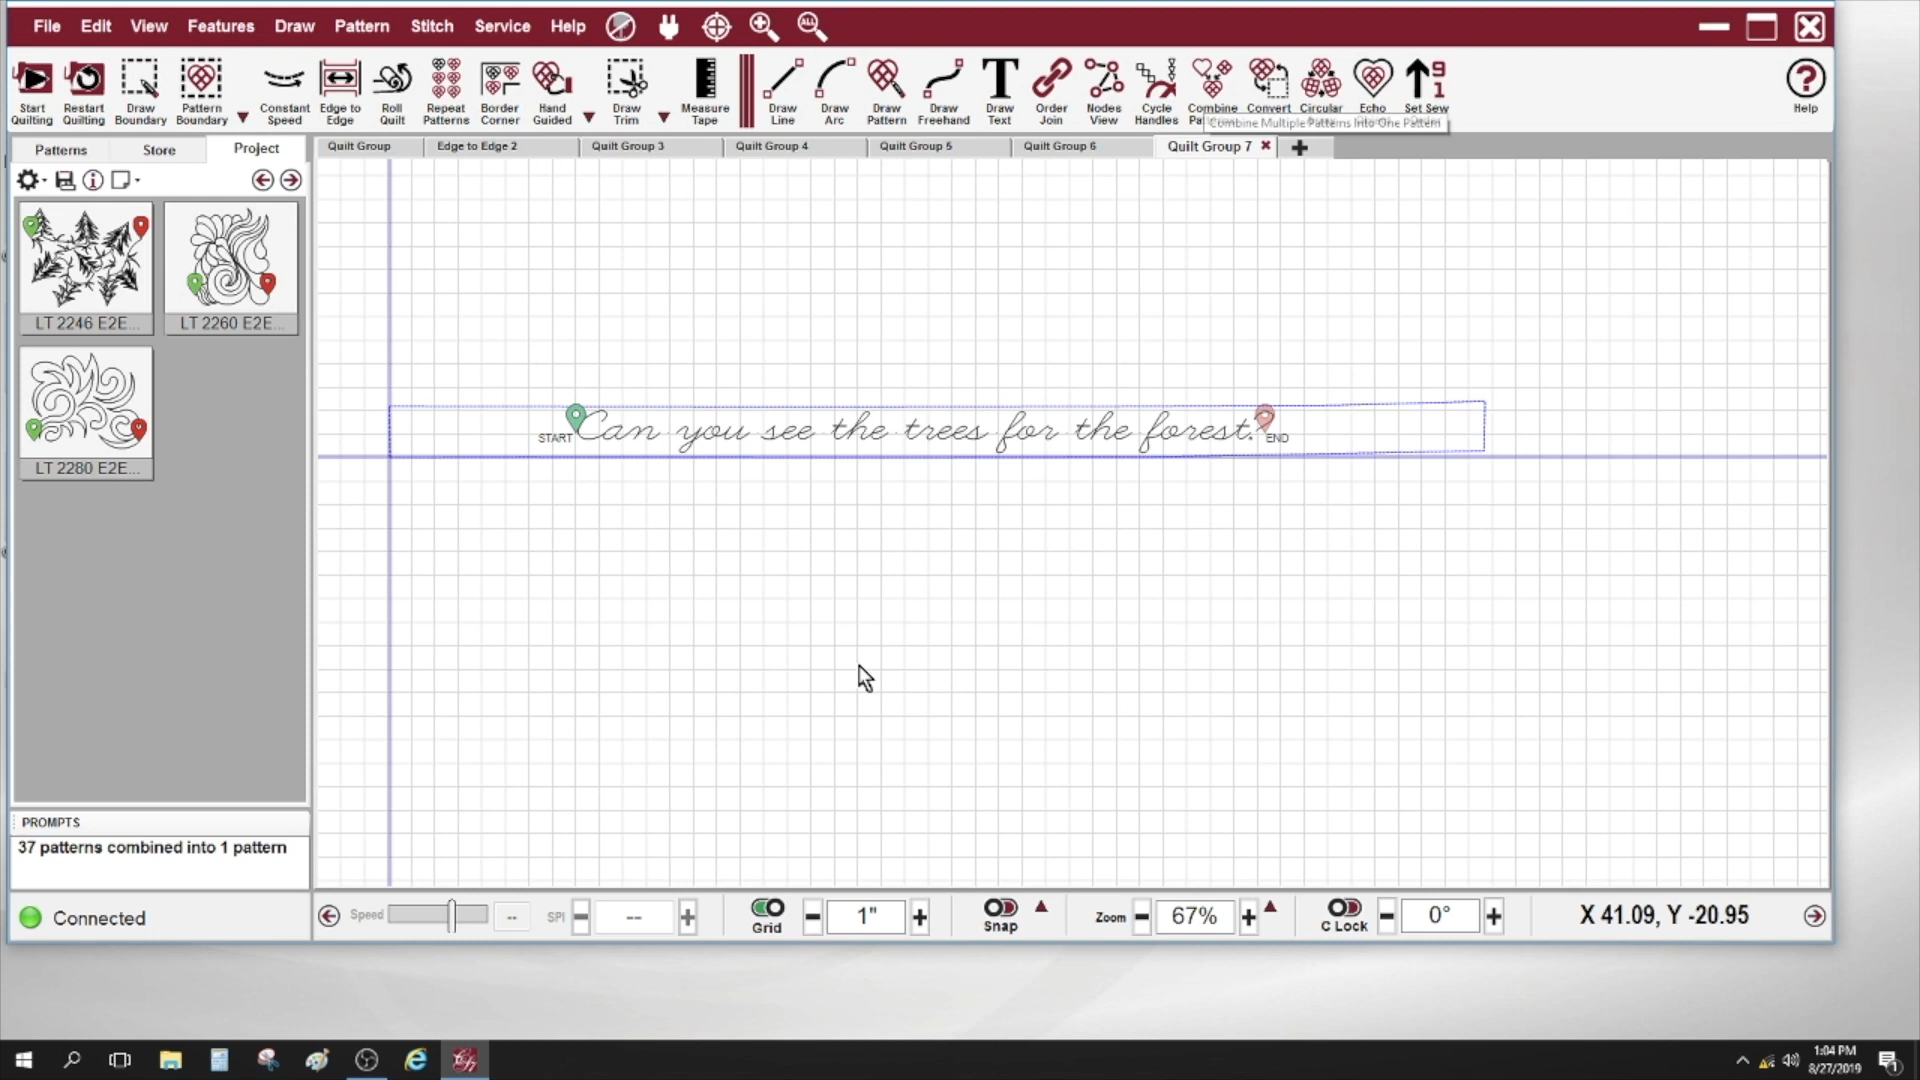 File Edit View Features Draw Pattern Stitch Service Help ALL
Start Quilting Restart Quilting Draw Boundary Pattern Boundary Constant Speed Edge to Edge Roll Quilt Repeat Patterns Border Corner Hand Guided Draw Trim Measure Tape Draw Line Draw Arc Draw Pattern Draw Freehand Draw Text Order Join Nodes View Cycle Handles Combine Convert Circular Echo Set Sew Help
Combine Multiple Patterns Into One Pattern
Patterns Store Project
Quilt Group Edge to Edge 2 Quilt Group 3 Quilt Group 4 Quilt Group 5 Quilt Group 6 Quilt Group 7
LT 2246 E2E... LT 2260 E2E...
LT 2280 E2E...
START Can you see the trees for the forest? END
PROMPTS
37 patterns combined into 1 pattern
Connected
Speed -- SPI -- Grid 1" Snap Zoom 67% C Lock 0° X 41.09, Y -20.95
1:04 PM
8/27/2019